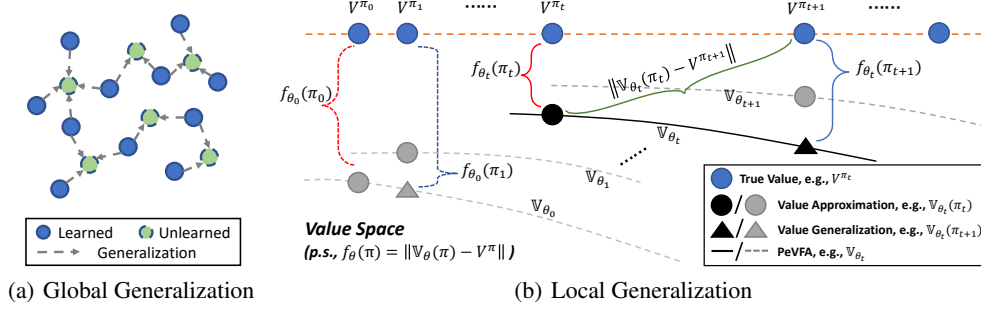 V^{π_0} V^{π_1} ...... V^{π_t} V^{π_{t+1}} ......
f_{θ_0}(π_0)
f_{θ_t}(π_t)
‖𝕍_{θ_t}(π_t) − V^{π_{t+1}}‖
f_{θ_t}(π_{t+1})
𝕍_{θ_{t+1}}
𝕍_{θ_t}
......
f_{θ_0}(π_1)
𝕍_{θ_1}
𝕍_{θ_0}
Value Space
(p.s., f_θ(π) = ‖𝕍_θ(π) − V^π‖ )
Learned Unlearned
Generalization
True Value, e.g., V^{π_t}
/ Value Approximation, e.g., 𝕍_{θ_t}(π_t)
/ Value Generalization, e.g., 𝕍_{θ_t}(π_{t+1})
/ PeVFA, e.g., 𝕍_{θ_t}
(a) Global Generalization
(b) Local Generalization